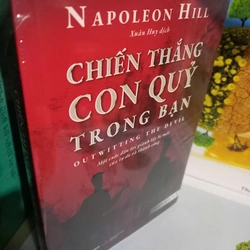 NAPOLEON HILL
Xuân Huy dịch
CHIẾN THẮNG
CON QUỶ
TRONG BẠN
OUTWITTING THE DEVIL